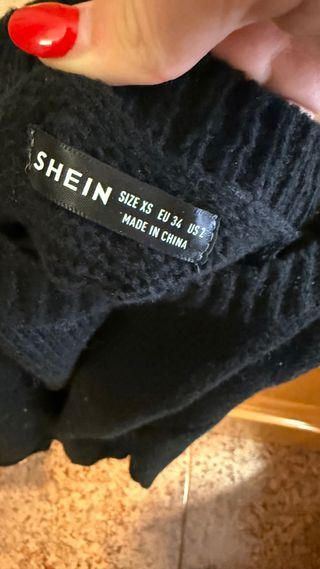 SHEIN
SIZE XS EU 34 US 2
MADE IN CHINA